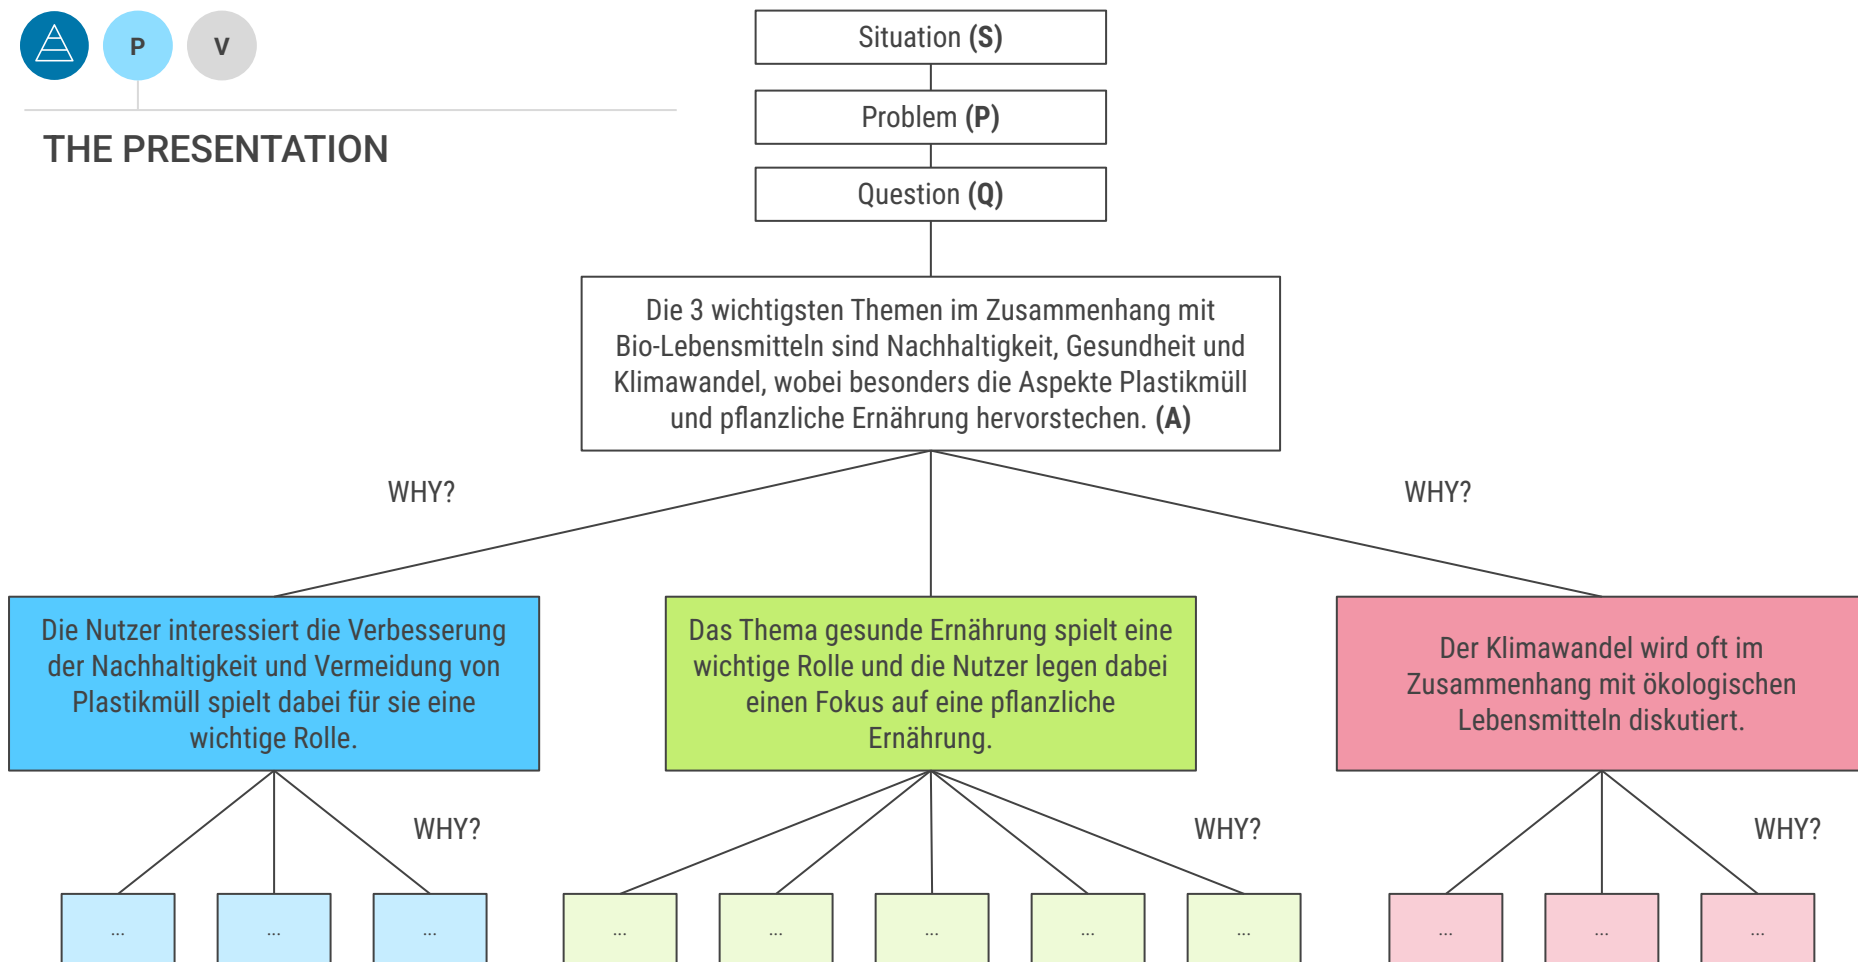 P
V
THE PRESENTATION
Situation (S)
Problem (P)
Question (Q)
Die 3 wichtigsten Themen im Zusammenhang mit
Bio-Lebensmitteln sind Nachhaltigkeit, Gesundheit und
Klimawandel, wobei besonders die Aspekte Plastikmüll
und pflanzliche Ernährung hervorstechen. (A)
WHY?
WHY?
Die Nutzer interessiert die Verbesserung
der Nachhaltigkeit und Vermeidung von
Plastikmüll spielt dabei für sie eine
wichtige Rolle.
Das Thema gesunde Ernährung spielt eine
wichtige Rolle und die Nutzer legen dabei
einen Fokus auf eine pflanzliche
Ernährung.
Der Klimawandel wird oft im
Zusammenhang mit ökologischen
Lebensmitteln diskutiert.
WHY?
WHY?
WHY?
...
...
...
...
...
...
...
...
...
...
...